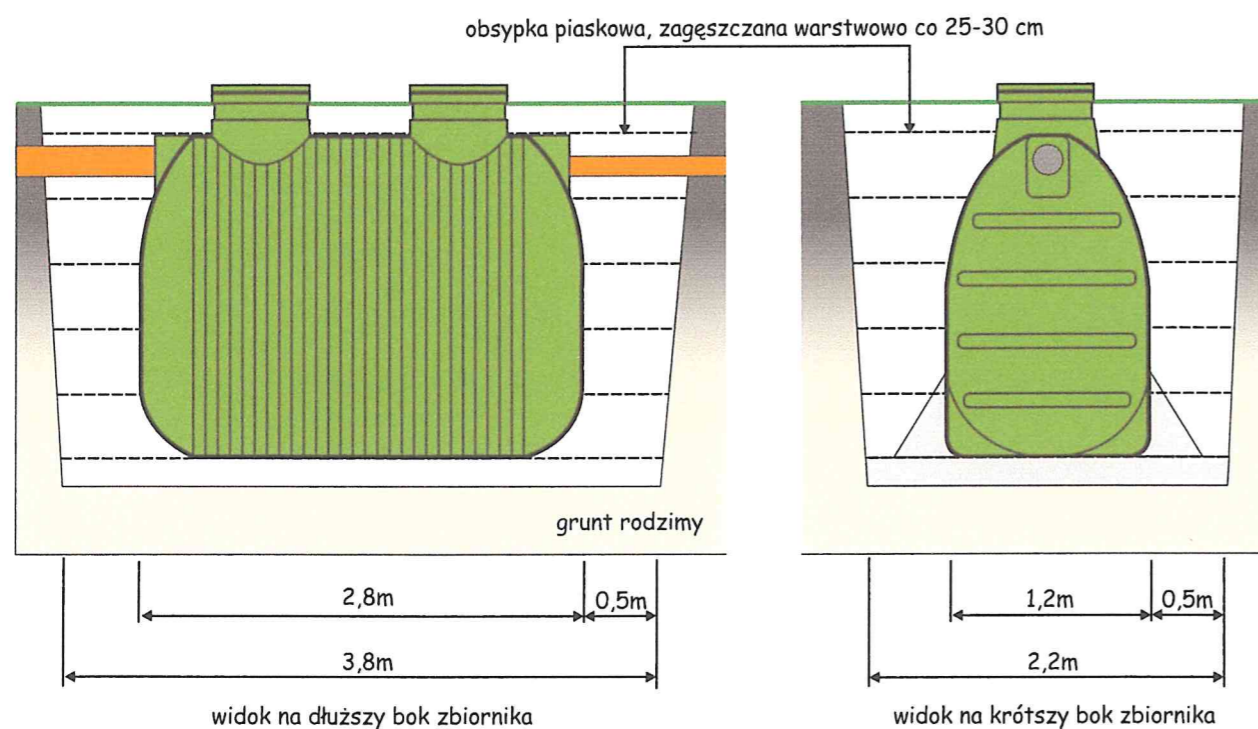 obsypka piaskowa, zagęszczana warstwowo co 25-30 cm
grunt rodzimy
2,8m
0,5m
3,8m
widok na dłuższy bok zbiornika
1,2m
0,5m
2,2m
widok na krótszy bok zbiornika